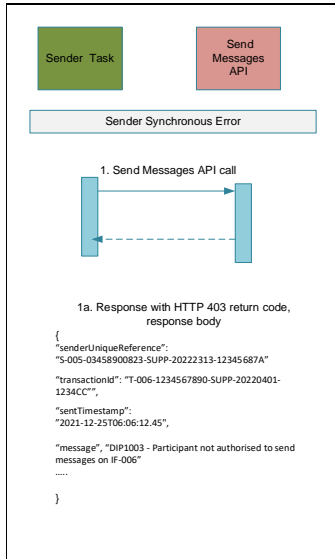 Sender Task
Send
Messages
API
Sender Synchronous Error
1. Send Messages API call
1a. Response with HTTP 403 return code,
response body
{
“senderUniqueReference”:
“S-005-03458900823-SUPP-20222313-12345687A”
“transactionId”: “T-006-1234567890-SUPP-20220401-
1234CC””,
“sentTimestamp”:
“2021-12-25T06:06:12.45”,
“message”, “DIP1003 - Participant not authorised to send
messages on IF-006”
.....
}